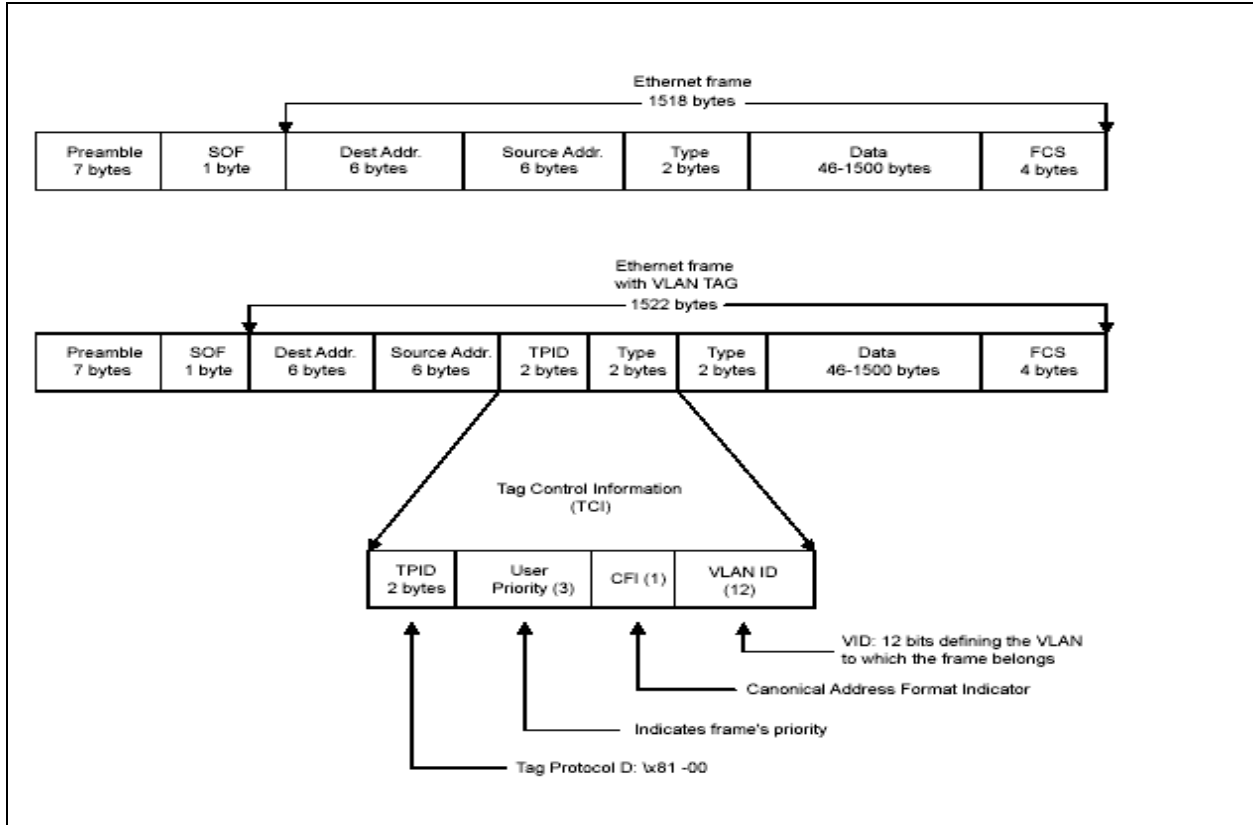 Ethernet frame
1518 bytes
Preamble
7 bytes
SOF
1 byte
Dest Addr.
6 bytes
Source Addr.
6 bytes
Type
2 bytes
Data
46-1500 bytes
FCS
4 bytes
Ethernet frame
with VLAN TAG
1522 bytes
Preamble
7 bytes
SOF
1 byte
Dest Addr.
6 bytes
Source Addr.
6 bytes
TPID
2 bytes
Type
2 bytes
Type
2 bytes
Data
46-1500 bytes
FCS
4 bytes
Tag Control Information
(TCI)
TPID
2 bytes
User
Priority (3)
CFI (1)
VLAN ID
(12)
VID: 12 bits defining the VLAN
to which the frame belongs
Canonical Address Format Indicator
Indicates frame's priority
Tag Protocol D: \x81 -00